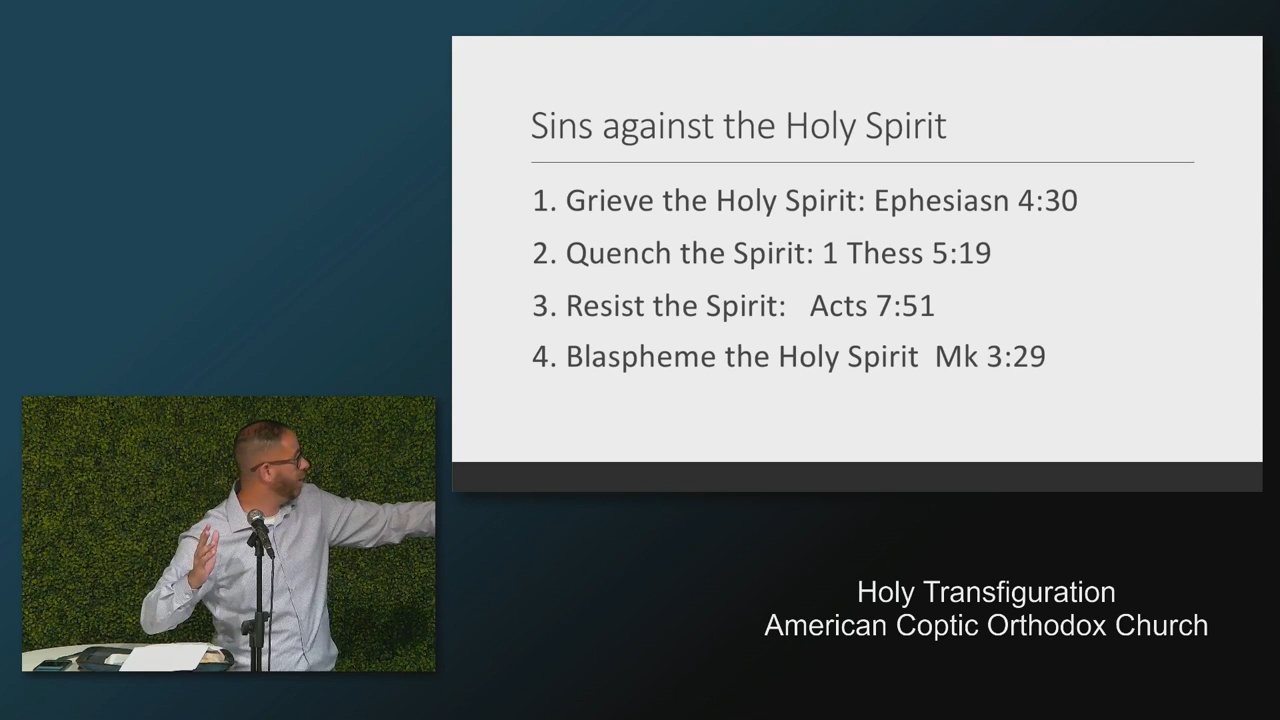 Sins against the Holy Spirit
1. Grieve the Holy Spirit: Ephesiasn 4:30
2. Quench the Spirit: 1 Thess 5:19
3. Resist the Spirit: Acts 7:51
4. Blaspheme the Holy Spirit Mk 3:29
Holy Transfiguration
American Coptic Orthodox Church